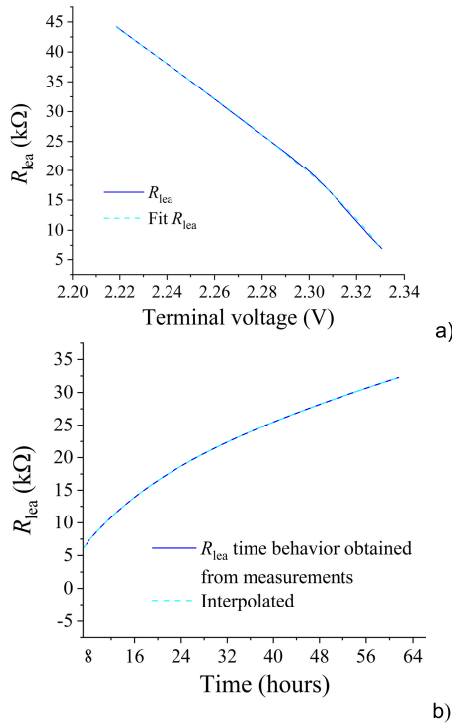 45
40
35
30
25
20
15
10
5
R_lea (kΩ)
R_lea
Fit R_lea
2.20 2.22 2.24 2.26 2.28 2.30 2.32 2.34
Terminal voltage (V)
a)
35
30
25
20
15
10
5
0
-5
R_lea (kΩ)
R_lea time behavior obtained
from measurements
Interpolated
8 16 24 32 40 48 56 64
Time (hours)
b)